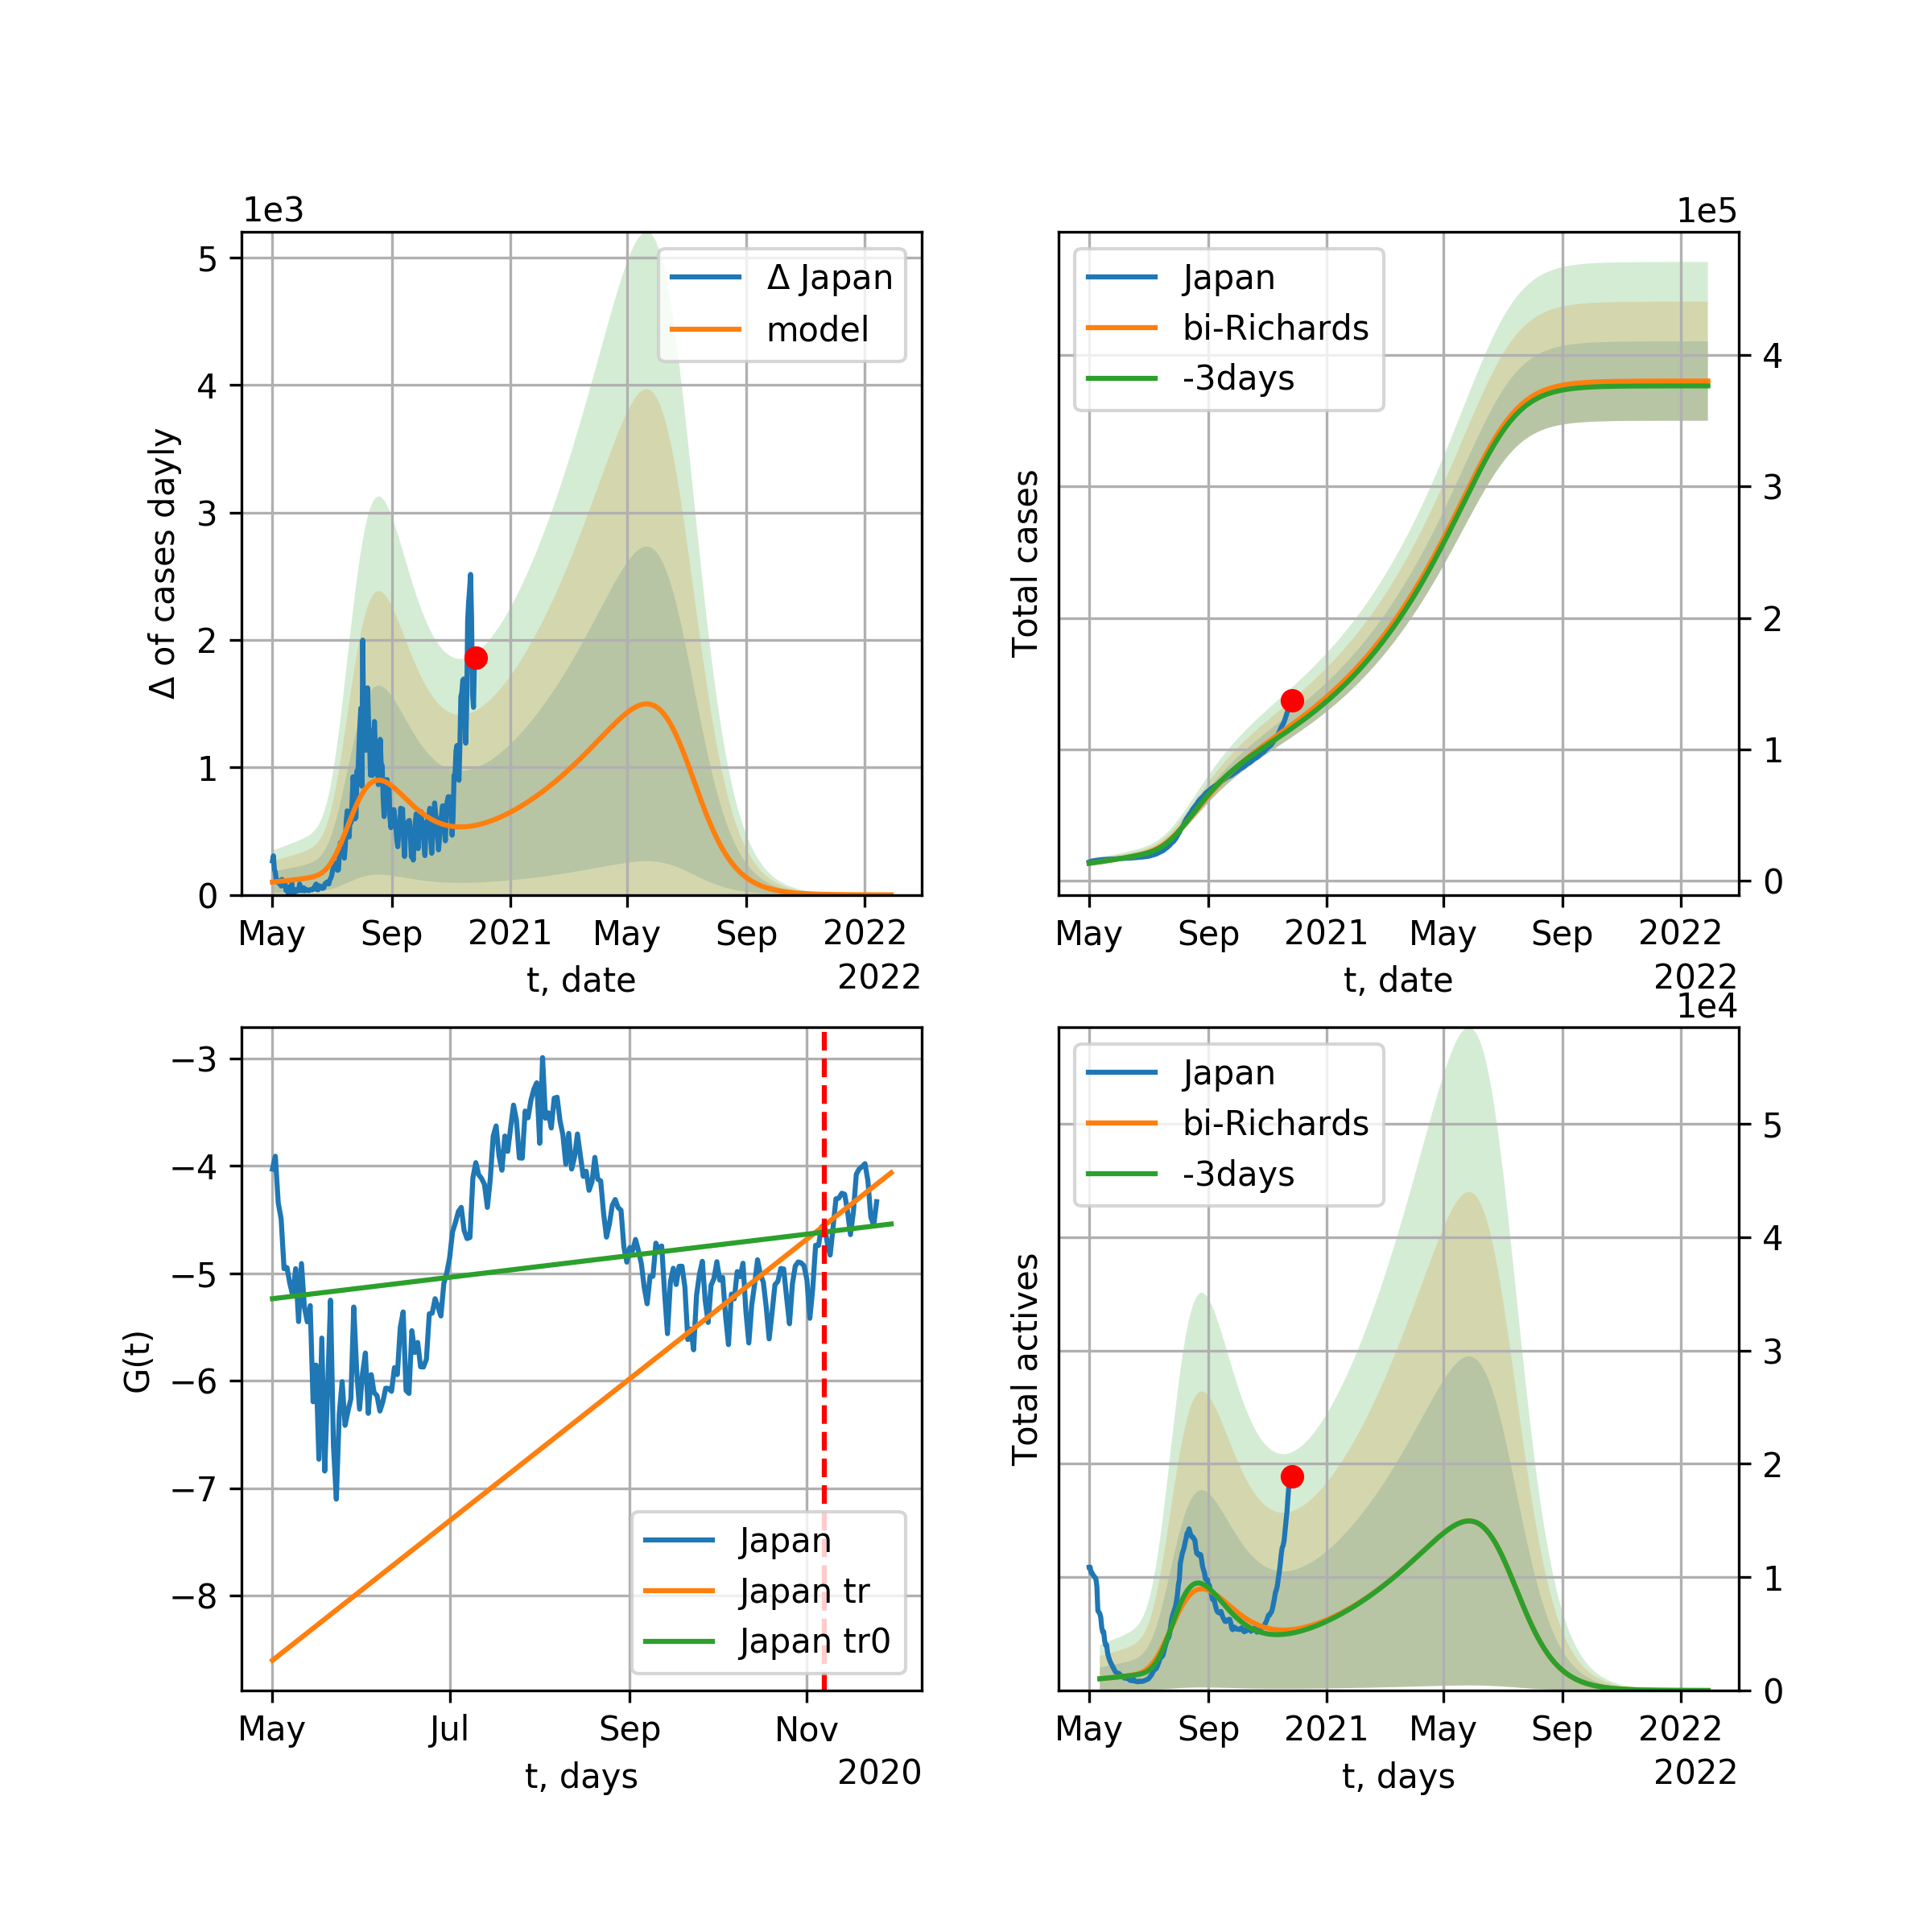 1e3
5
4
3
2
1
0
Δ of cases dayly
Δ Japan
model
May Sep 2021 May Sep 2022
t, date
2022
1e5
Japan
bi-Richards
-3days
Total cases
4
3
2
1
0
May Sep 2021 May Sep 2022
t, date
2022
−3
−4
−5
−6
−7
−8
G(t)
Japan
Japan tr
Japan tr0
May Jul Sep Nov
t, days
2020
1e4
Japan
bi-Richards
-3days
Total actives
5
4
3
2
1
0
May Sep 2021 May Sep 2022
t, days
2022